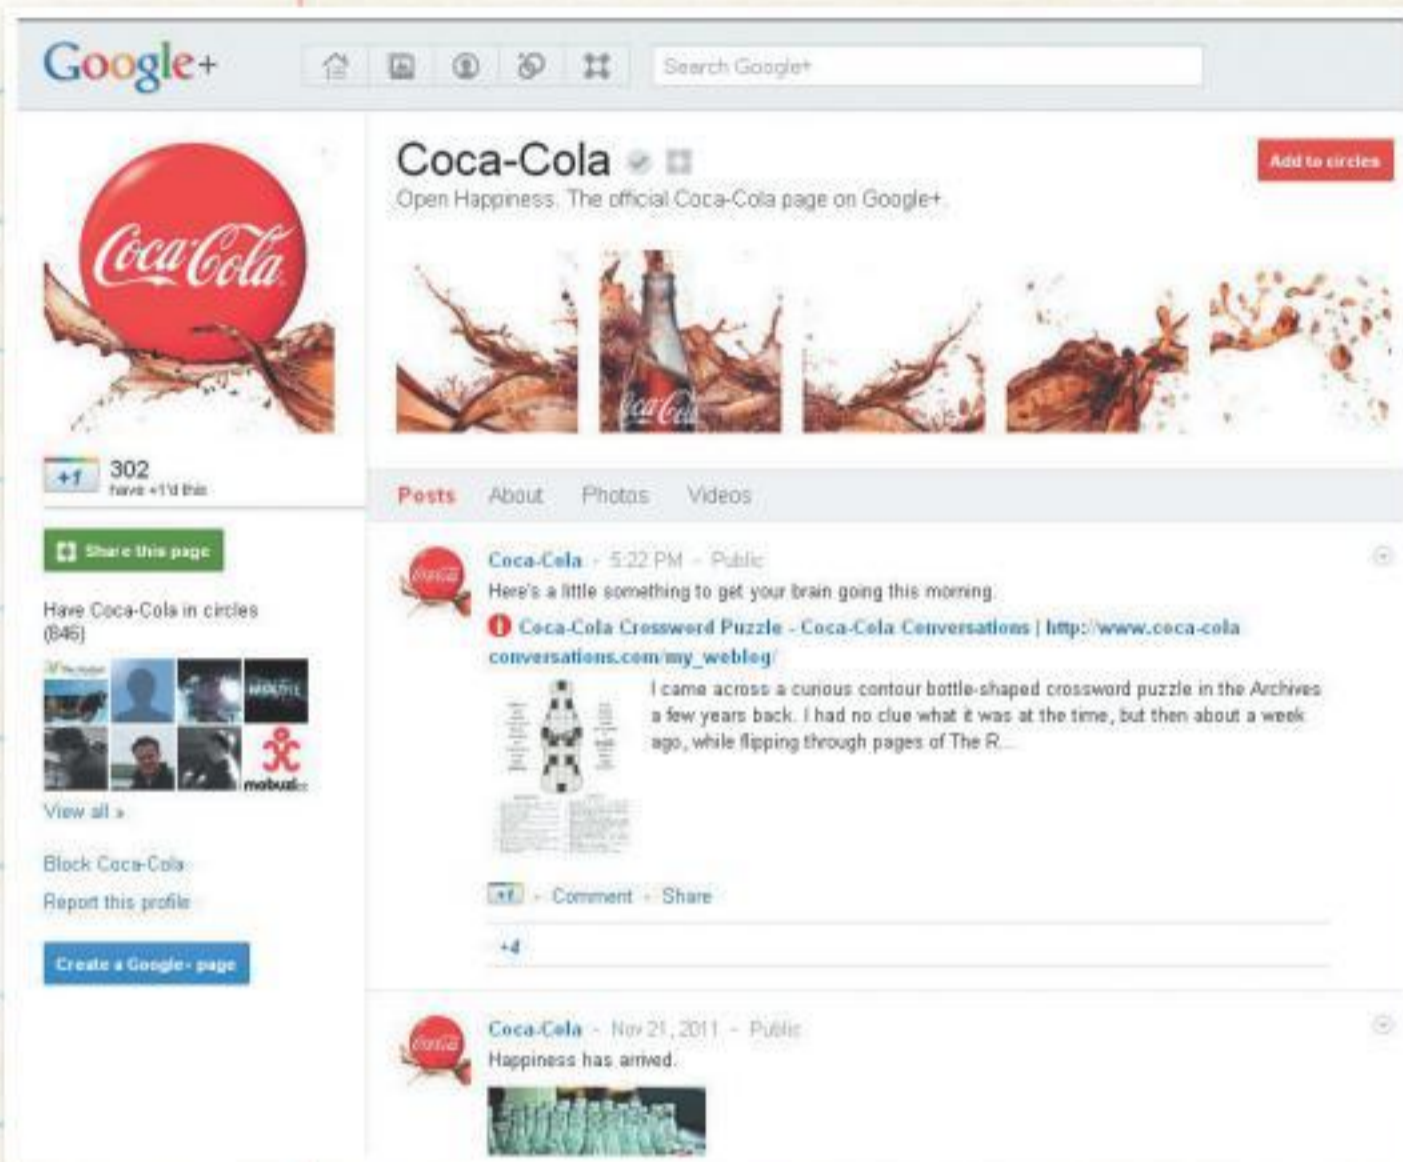 Google+
Search Google+
Coca-Cola
Coca-Cola
Add to circles
Open Happiness. The official Coca-Cola page on Google+.
Coca-Cola
+1
302
have +1'd this
Share this page
Have Coca-Cola in circles
(846)
mobuzz
View all »
Block Coca-Cola
Report this profile
Create a Google+ page
Posts About Photos Videos
Coca-Cola - 5:22 PM - Public
Here's a little something to get your brain going this morning.
Coca-Cola Crossword Puzzle - Coca-Cola Conversations | http://www.coca-cola
conversations.com/my_weblog/
I came across a curious contour bottle-shaped crossword puzzle in the Archives
a few years back. I had no clue what it was at the time, but then about a week
ago, while flipping through pages of The R...
+1 - Comment - Share
+4
Coca-Cola - Nov 21, 2011 - Public
Happiness has arrived.